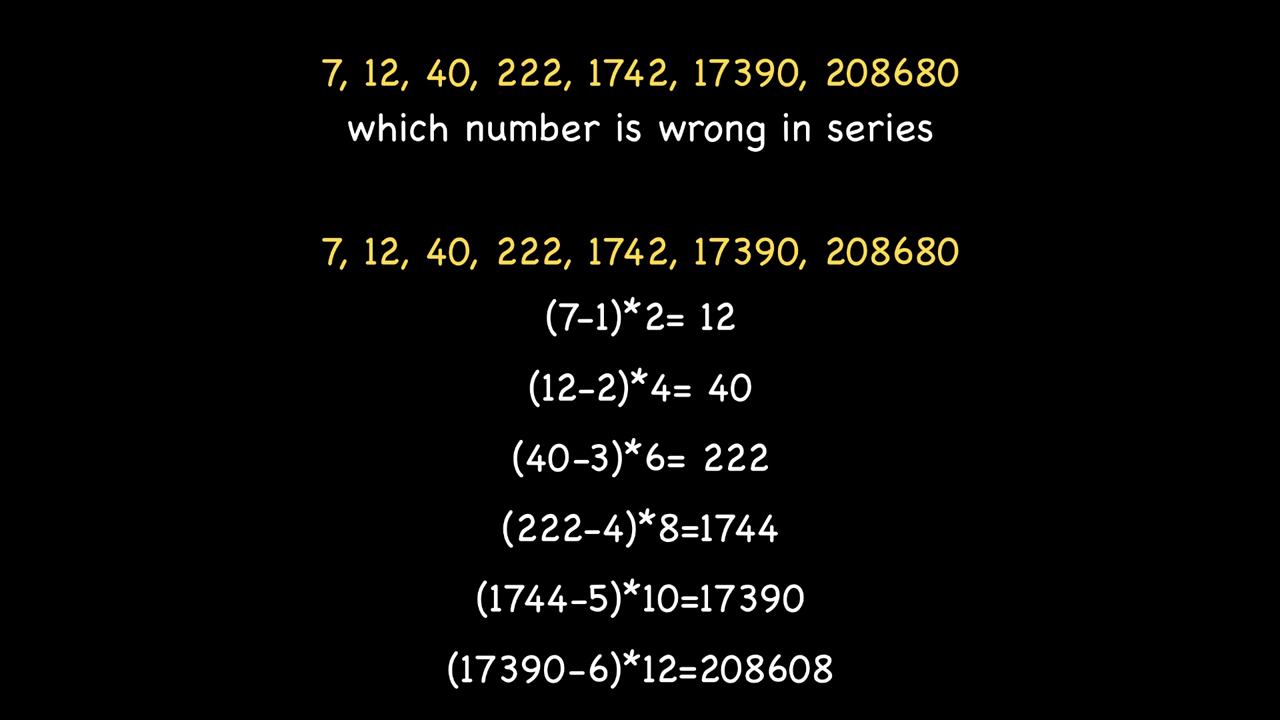 7, 12, 40, 222, 1742, 17390, 208680
which number is wrong in series
7, 12, 40, 222, 1742, 17390, 208680
(7-1)*2= 12
(12-2)*4= 40
(40-3)*6= 222
(222-4)*8=1744
(1744-5)*10=17390
(17390-6)*12=208608